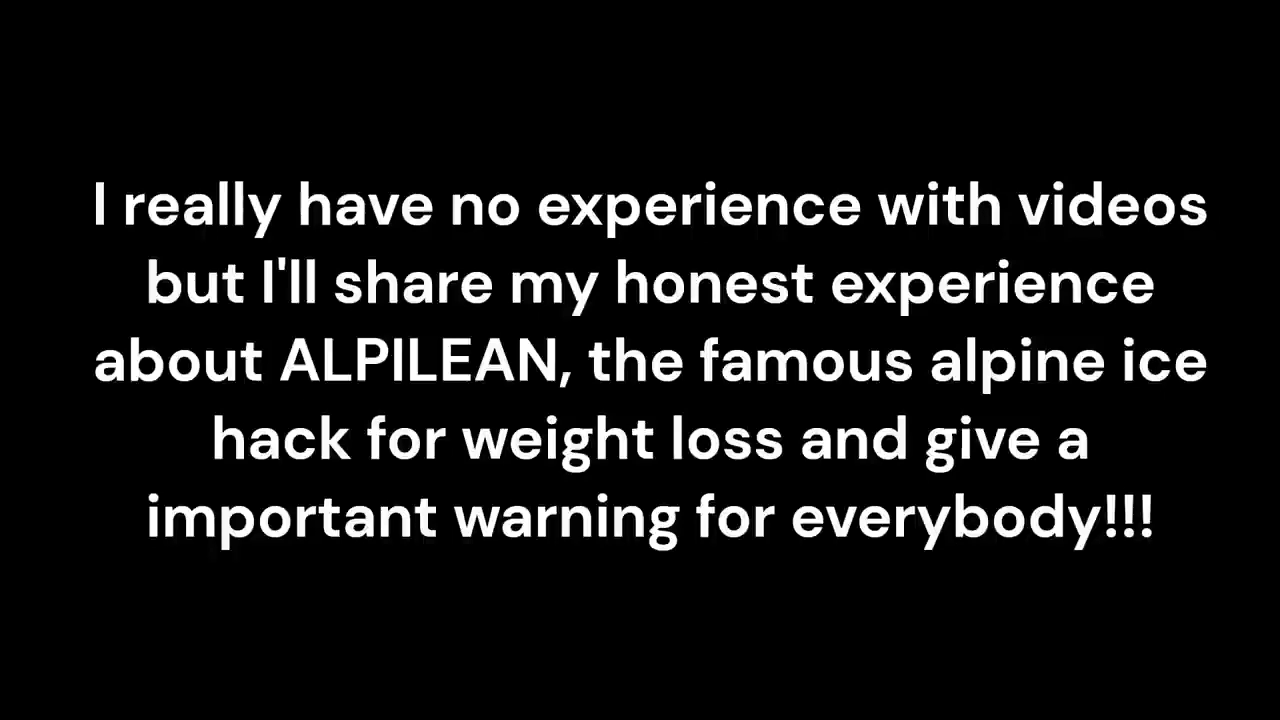 I really have no experience with videos
but I'll share my honest experience
about ALPILEAN, the famous alpine ice
hack for weight loss and give a
important warning for everybody!!!